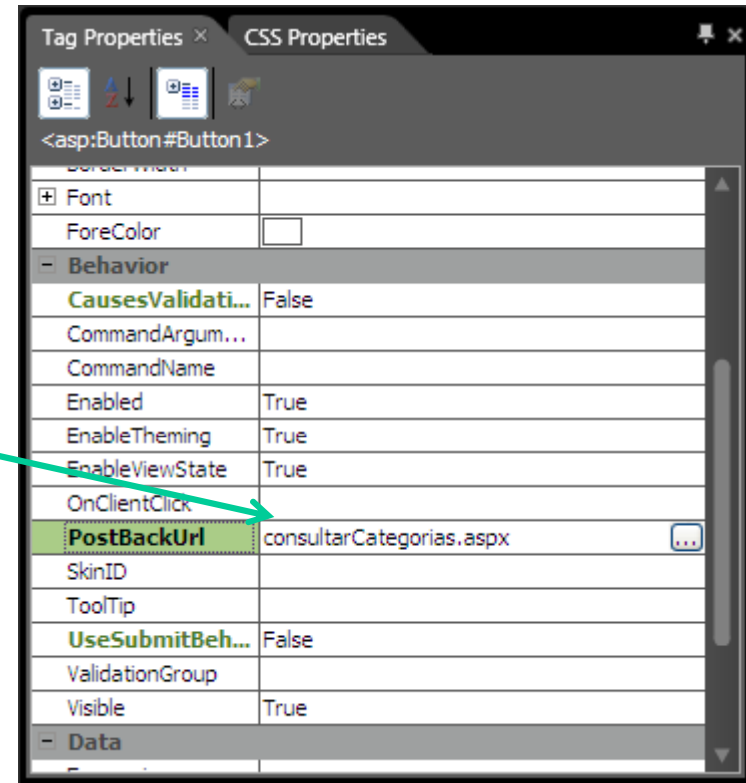 Tag Properties × CSS Properties
<asp:Button#Button1>
Font
ForeColor
Behavior
CausesValidati... False
CommandArgum...
CommandName
Enabled True
EnableTheming True
EnableViewState True
OnClientClick
PostBackUrl consultarCategorias.aspx ...
SkinID
ToolTip
UseSubmitBeh... False
ValidationGroup
Visible True
Data